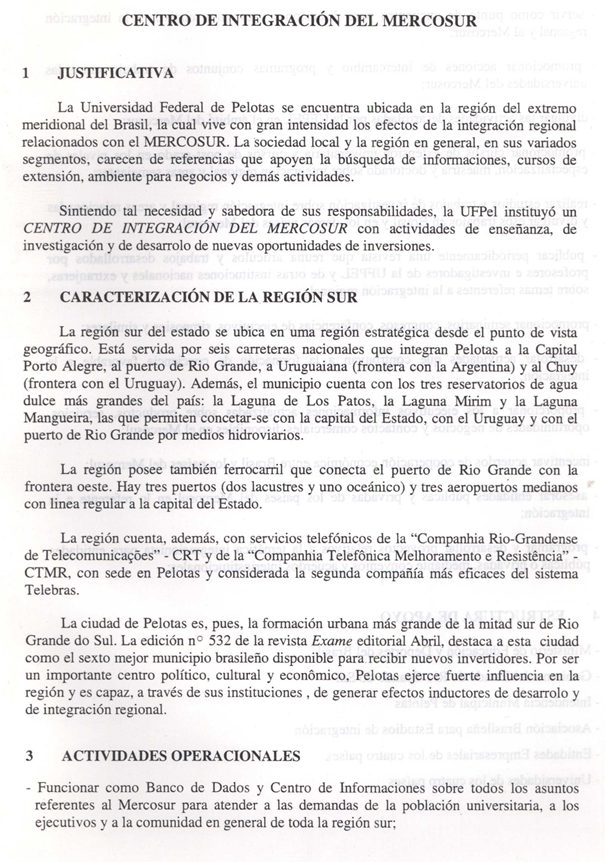 CENTRO DE INTEGRACIÓN DEL MERCOSUR
1 JUSTIFICATIVA
La Universidad Federal de Pelotas se encuentra ubicada en la región del extremo
meridional del Brasil, la cual vive con gran intensidad los efectos de la integración regional
relacionados con el MERCOSUR. La sociedad local y la región en general, en sus variados
segmentos, carecen de referencias que apoyen la búsqueda de informaciones, cursos de
extensión, ambiente para negocios y demás actividades.
Sintiendo tal necesidad y sabedora de sus responsabilidades, la UFPel instituyó un
CENTRO DE INTEGRACIÓN DEL MERCOSUR con actividades de enseñanza, de
investigación y de desarolo de nuevas oportunidades de inversiones.
2 CARACTERIZACIÓN DE LA REGIÓN SUR
La región sur del estado se ubica en una región estratégica desde el punto de vista
geográfico. Está servida por seis carreteras nacionales que integran Pelotas a la Capital
Porto Alegre, al puerto de Rio Grande, a Uruguaiana (frontera con la Argentina) y al Chuy
(frontera con el Uruguay). Además, el municipio cuenta con los tres reservatorios de agua
dulce más grandes del país: la Laguna de Los Patos, la Laguna Mirim y la Laguna
Mangueira, las que permiten concetar-se con la capital del Estado, con el Uruguay y con el
puerto de Rio Grande por medios hidroviarios.
La región posee también ferrocarril que conecta el puerto de Rio Grande con la
frontera oeste. Hay tres puertos (dos lacustres y uno oceánico) y tres aeropuertos medianos
con linea regular a la capital del Estado.
La región cuenta, además, con servicios telefónicos de la "Companhia Rio-Grandense
de Telecomunicações" - CRT y de la "Companhia Telefônica Melhoramento e Resistência" -
CTMR, con sede en Pelotas y considerada la segunda compañía más eficaces del sistema
Telebras.
La ciudad de Pelotas es, pues, la formación urbana más grande de la mitad sur de Rio
Grande do Sul. La edición nº 532 de la revista Exame editorial Abril, destaca a esta ciudad
como el sexto mejor municipio brasileño disponible para recibir nuevos invertidores. Por ser
un importante centro político, cultural y econômico, Pelotas ejerce fuerte influencia en la
región y es capaz, a través de sus instituciones , de generar efectos inductores de desarolo y
de integración regional.
3 ACTIVIDADES OPERACIONALES
- Funcionar como Banco de Dados y Centro de Informaciones sobre todos los asuntos
referentes al Mercosur para atender a las demandas de la población universitaria, a los
ejecutivos y a la comunidad en general de toda la región sur;